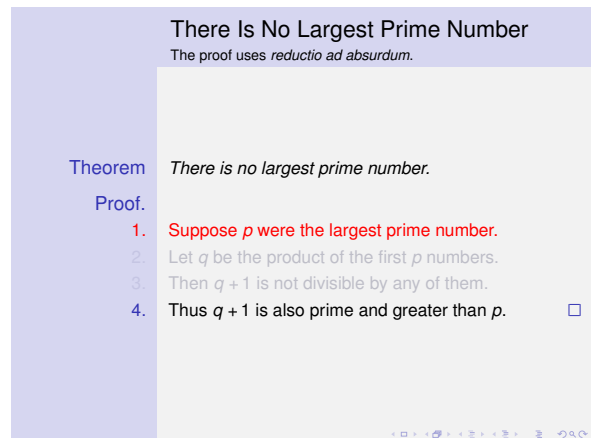 There Is No Largest Prime Number
The proof uses reductio ad absurdum.
Theorem There is no largest prime number.
Proof.
1. Suppose p were the largest prime number.
2. Let q be the product of the first p numbers.
3. Then q + 1 is not divisible by any of them.
4. Thus q + 1 is also prime and greater than p.